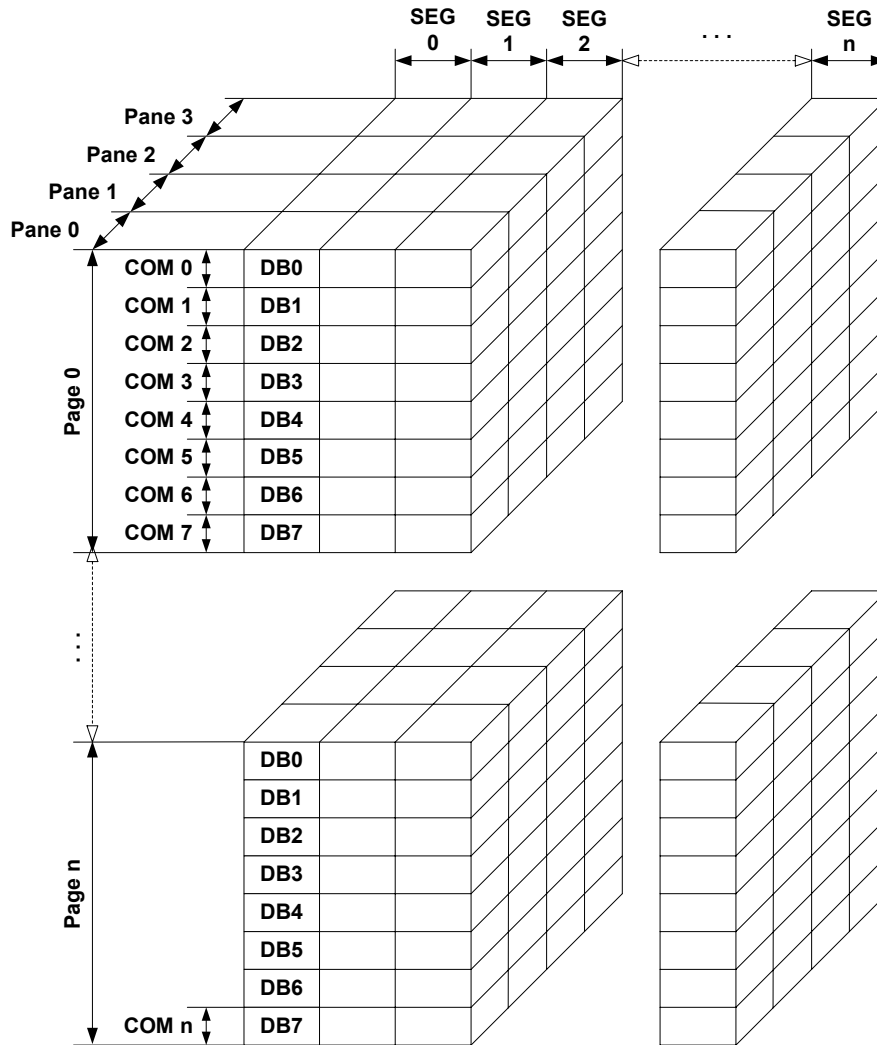 SEG 0
SEG 1
SEG 2
. . .
SEG n
Pane 3
Pane 2
Pane 1
Pane 0
Page 0
COM 0
DB0
COM 1
DB1
COM 2
DB2
COM 3
DB3
COM 4
DB4
COM 5
DB5
COM 6
DB6
COM 7
DB7
. . .
Page n
DB0
DB1
DB2
DB3
DB4
DB5
DB6
COM n
DB7